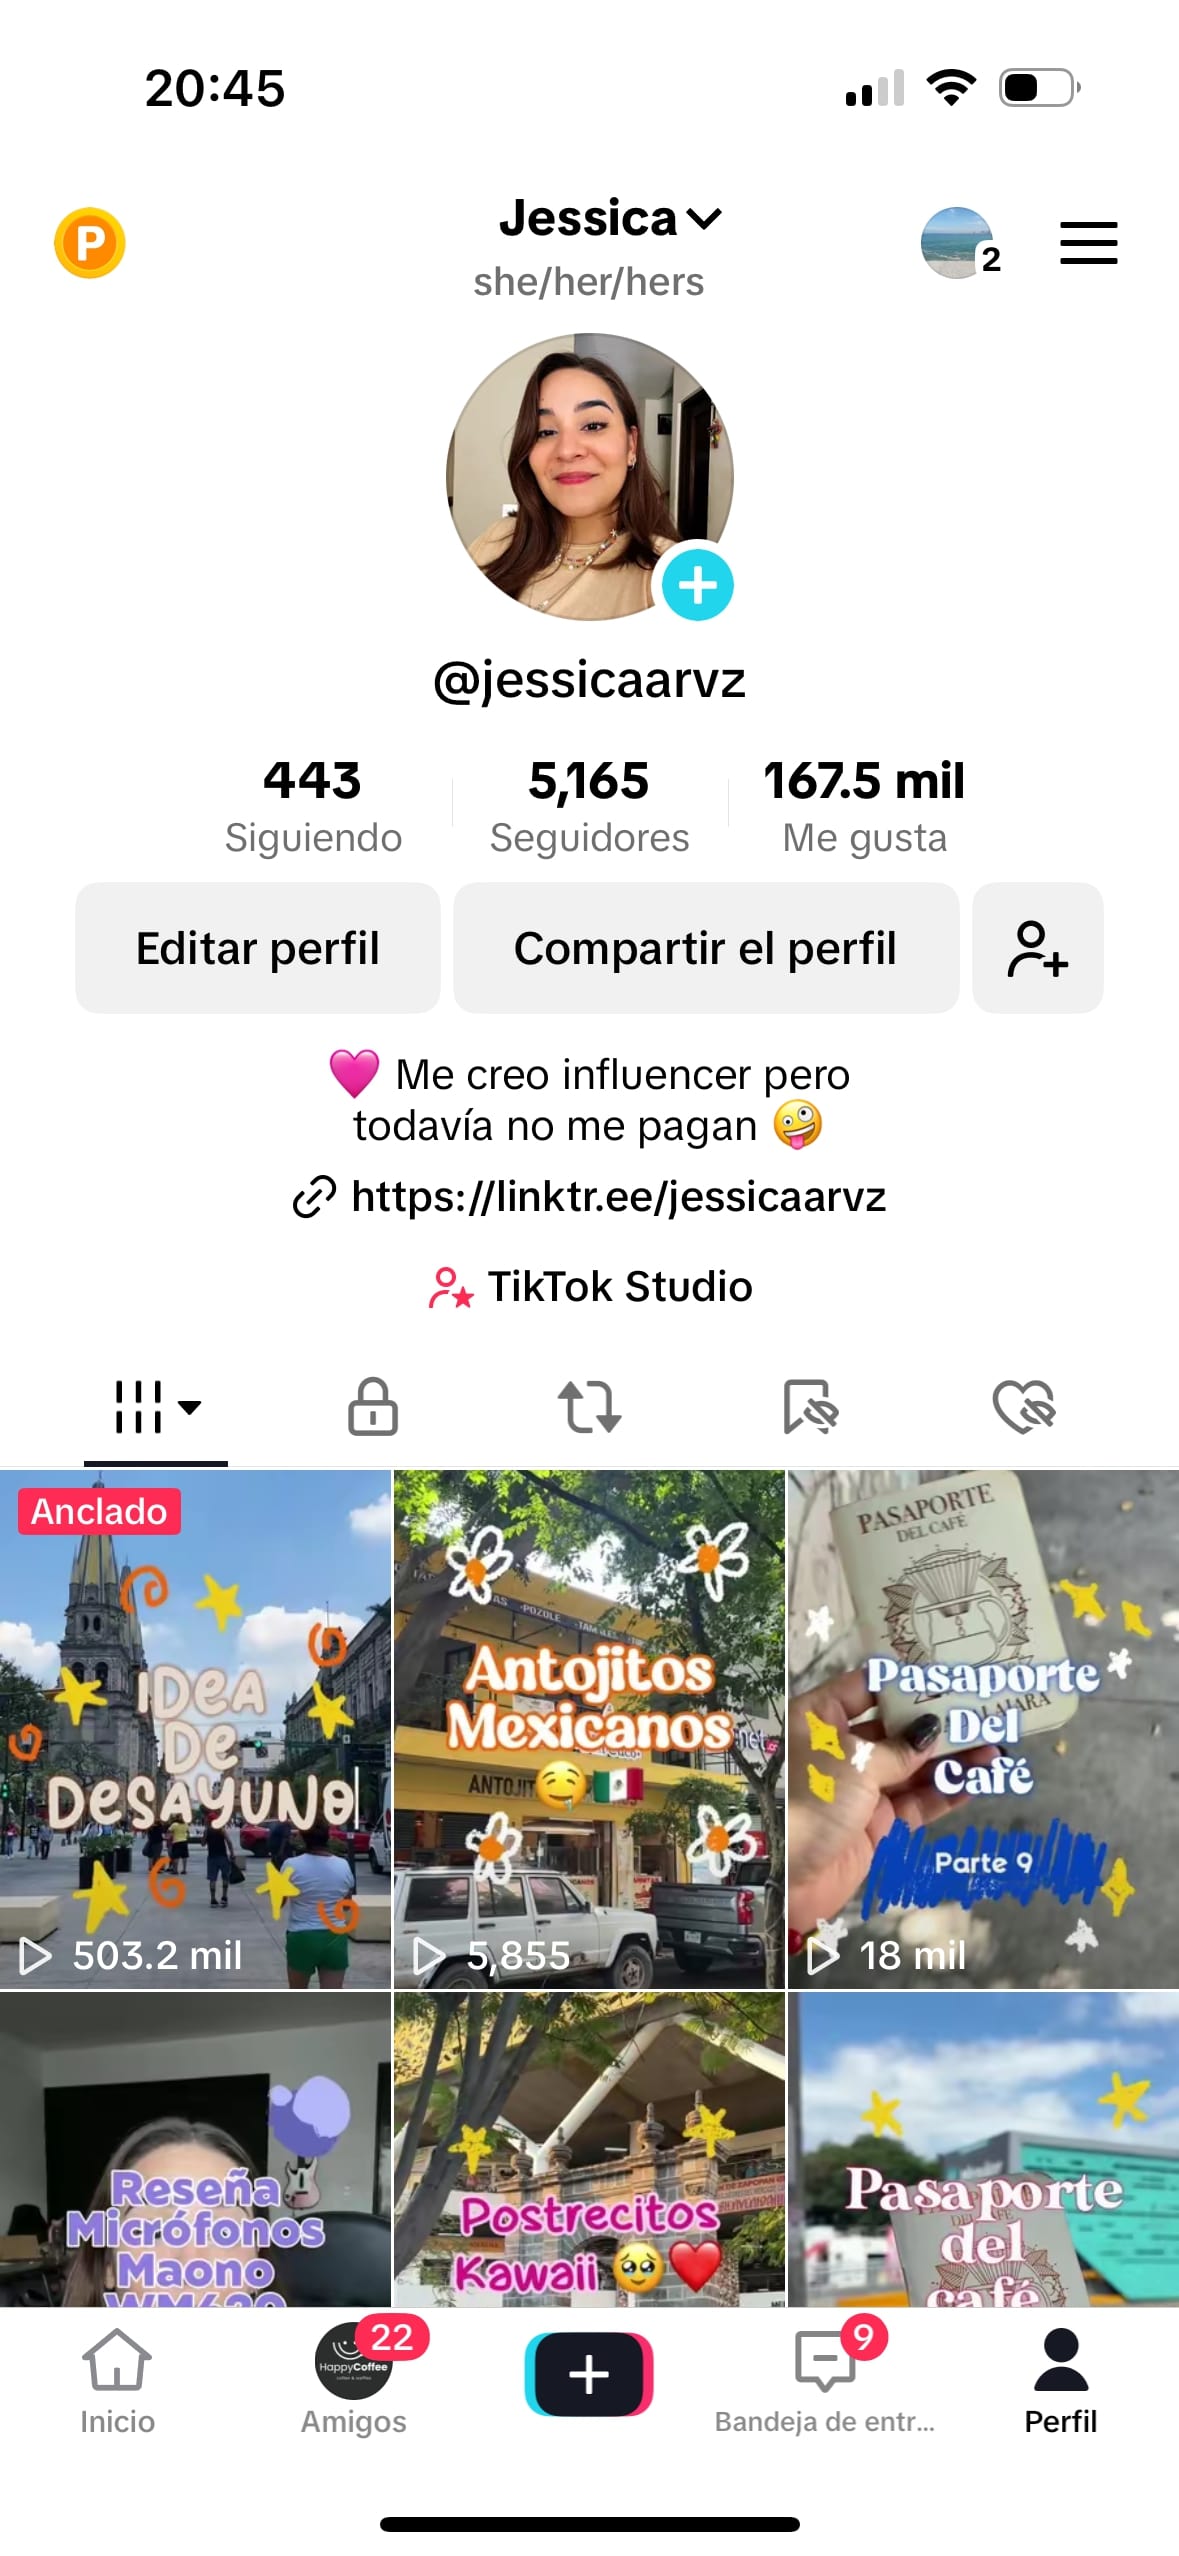 20:45
P
Jessica
2
she/her/hers
@jessicaarvz
443
Siguiendo
5,165
Seguidores
167.5 mil
Me gusta
Editar perfil
Compartir el perfil
🩷 Me creo influencer pero
todavía no me pagan 🤪
https://linktr.ee/jessicaarvz
TikTok Studio
Anclado
IDEA
DE
DESAYUNO
503.2 mil
POZOLE
Antojitos
Mexicanos
🤤🇲🇽
ANTOJIT
5,855
PASAPORTE
DEL CAFÉ
Pasaporte
Del
Café
Parte 9
18 mil
Reseña
Micrófonos
Maono
WM620
Postrecitos
Kawaii 🥹❤️
Pasaporte
del
café
Inicio
HappyCoffee
22
Amigos
9
Bandeja de entr...
Perfil